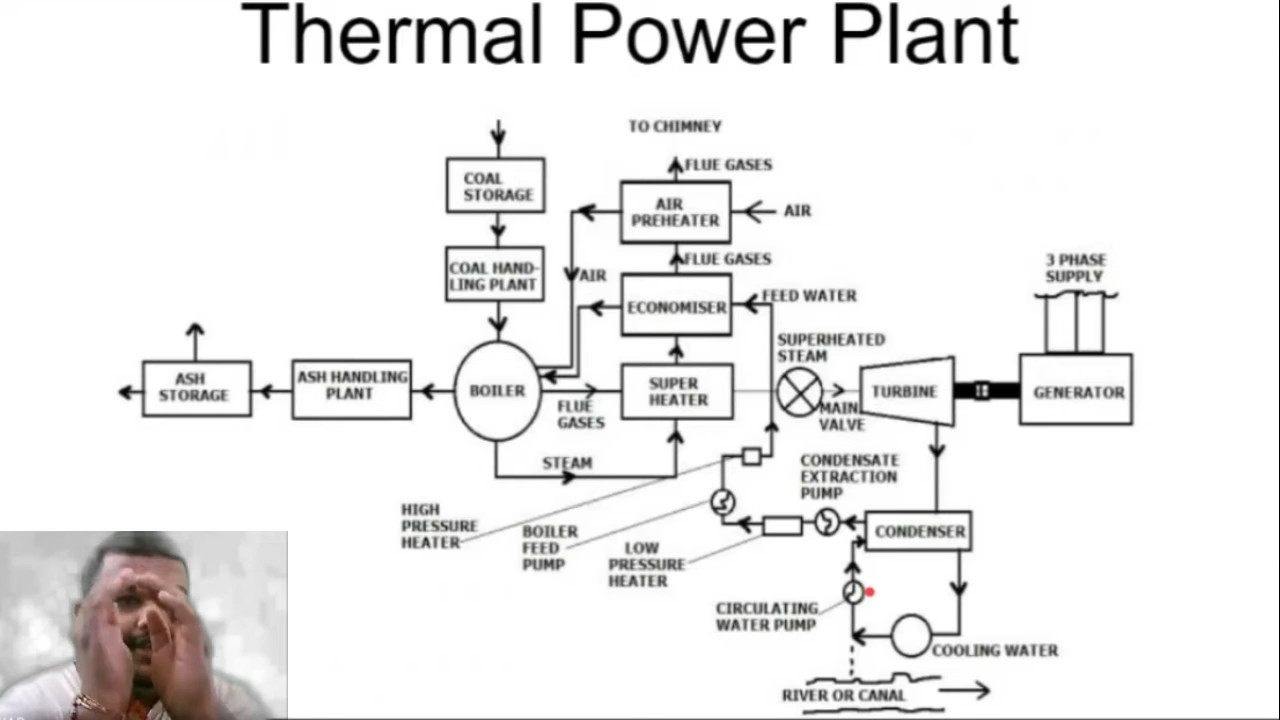 Thermal Power Plant
TO CHIMNEY
FLUE GASES
COAL
STORAGE
AIR
PREHEATER
AIR
COAL HAND-
LING PLANT
AIR
FLUE GASES
ECONOMISER
FEED WATER
3 PHASE
SUPPLY
SUPERHEATED
STEAM
ASH
STORAGE
ASH HANDLING
PLANT
BOILER
FLUE
GASES
SUPER
HEATER
MAIN
VALVE
TURBINE
GENERATOR
STEAM
CONDENSATE
EXTRACTION
PUMP
HIGH
PRESSURE
HEATER
BOILER
FEED
PUMP
LOW
PRESSURE
HEATER
CONDENSER
CIRCULATING
WATER PUMP
COOLING WATER
RIVER OR CANAL